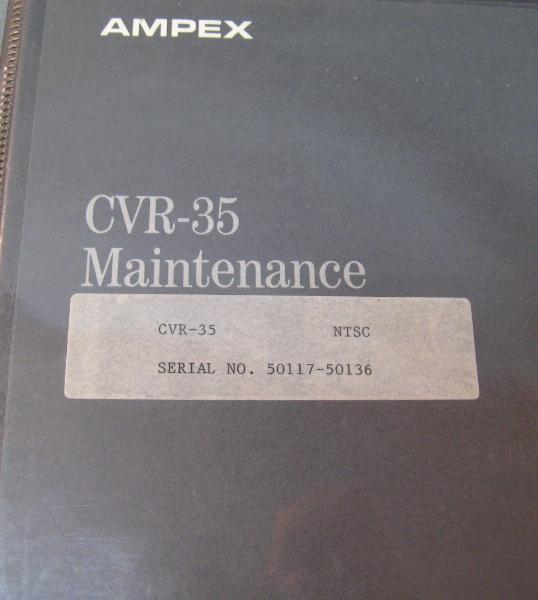 AMPEX
CVR-35
Maintenance
CVR-35 NTSC
SERIAL NO. 50117-50136